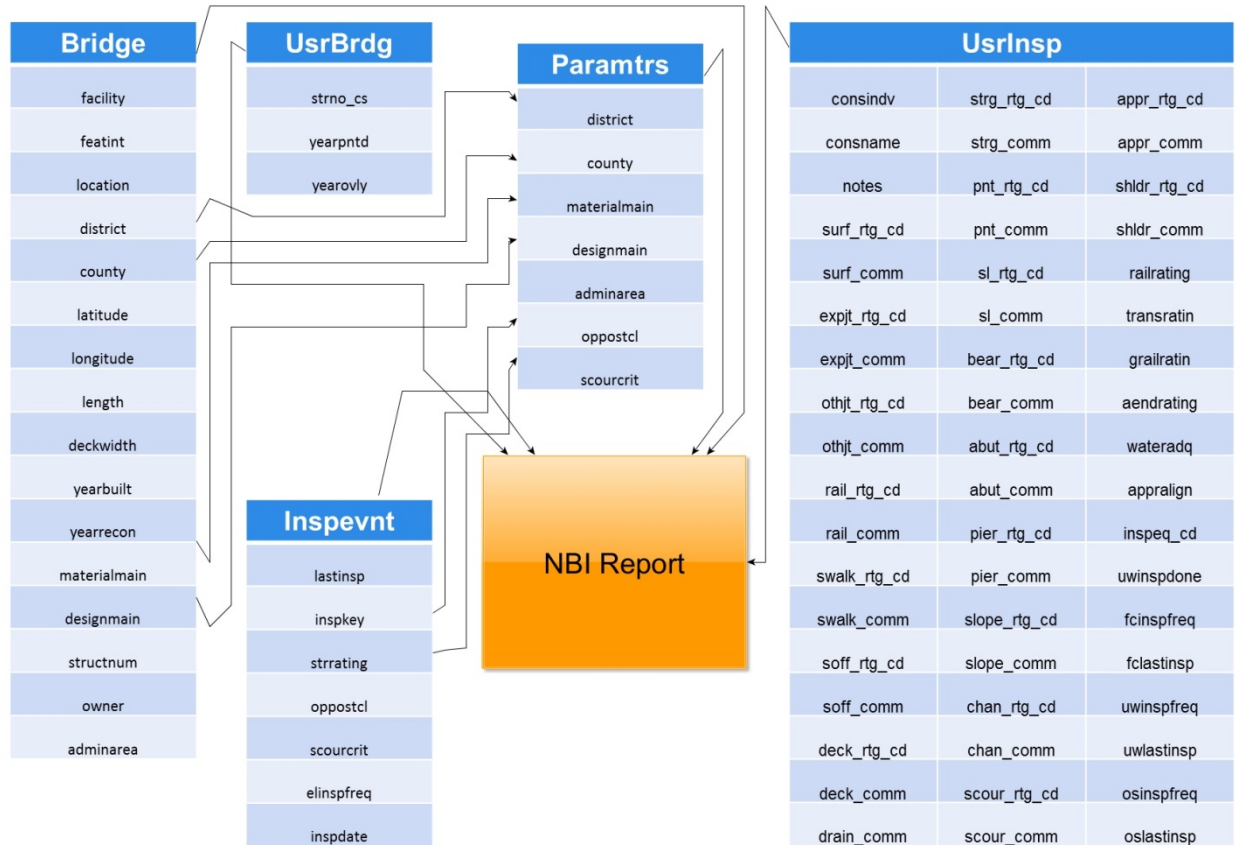 Bridge
facility
featint
location
district
county
latitude
longitude
length
deckwidth
yearbuilt
yearrecon
materialmain
designmain
structnum
owner
adminarea
UsrBrdg
strno_cs
yearpntd
yearovly
Inspevnt
lastinsp
inspkey
strrating
oppostcl
scourcrit
elinspfreq
inspdate
Paramtrs
district
county
materialmain
designmain
adminarea
oppostcl
scourcrit
NBI Report
UsrInsp
consindv strg_rtg_cd appr_rtg_cd
consname strg_comm appr_comm
notes pnt_rtg_cd shldr_rtg_cd
surf_rtg_cd pnt_comm shldr_comm
surf_comm sl_rtg_cd railrating
expjt_rtg_cd sl_comm transratin
expjt_comm bear_rtg_cd grailratin
othjt_rtg_cd bear_comm aendrating
othjt_comm abut_rtg_cd wateradq
rail_rtg_cd abut_comm appralign
rail_comm pier_rtg_cd inspeq_cd
swalk_rtg_cd pier_comm uwinspdone
swalk_comm slope_rtg_cd fcinspfreq
soff_rtg_cd slope_comm fclastinsp
soff_comm chan_rtg_cd uwinspfreq
deck_rtg_cd chan_comm uwlastinsp
deck_comm scour_rtg_cd osinspfreq
drain_comm scour_comm oslastinsp